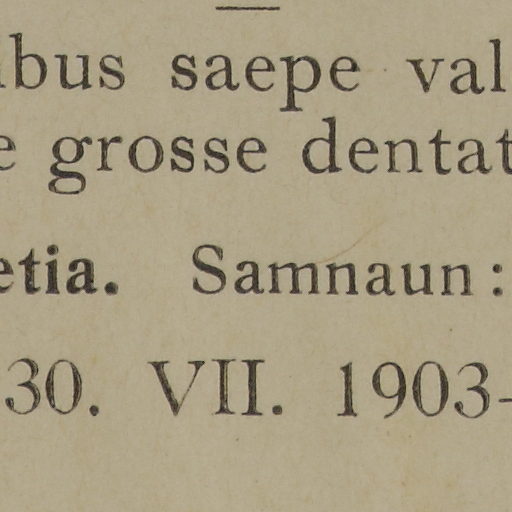 ibus saepe val
e grosse dentat
etia. Samnaun:
30. VII. 1903-